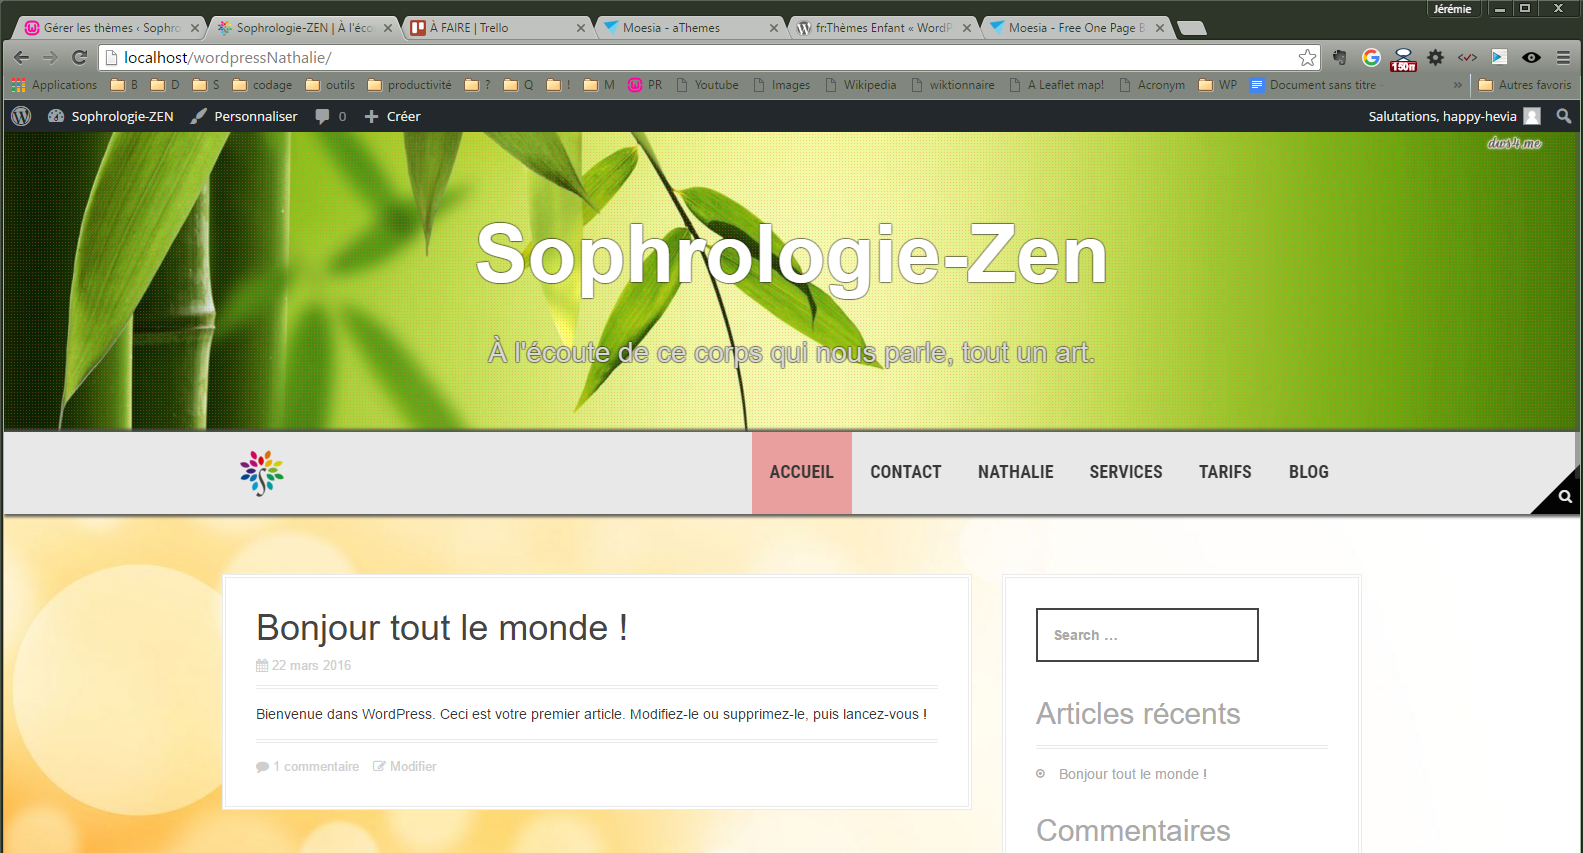 Jérémie
Gérer les thèmes ‹ Sophro
Sophrologie-ZEN | À l'éco
À FAIRE | Trello
Moesia - aThemes
fr:Thèmes Enfant « WordP
Moesia - Free One Page B
localhost/wordpressNathalie/
150π
Applications B D S codage outils productivité ? Q ! M PR Youtube Images Wikipedia wiktionnaire A Leaflet map! Acronym WP Document sans titre - » Autres favoris
Sophrologie-ZEN Personnaliser 0 Créer Salutations, happy-hevia
dws4.me
Sophrologie-Zen
À l'écoute de ce corps qui nous parle, tout un art.
ACCUEIL CONTACT NATHALIE SERVICES TARIFS BLOG
Bonjour tout le monde !
22 mars 2016
Bienvenue dans WordPress. Ceci est votre premier article. Modifiez-le ou supprimez-le, puis lancez-vous !
1 commentaire Modifier
Search ...
Articles récents
Bonjour tout le monde !
Commentaires